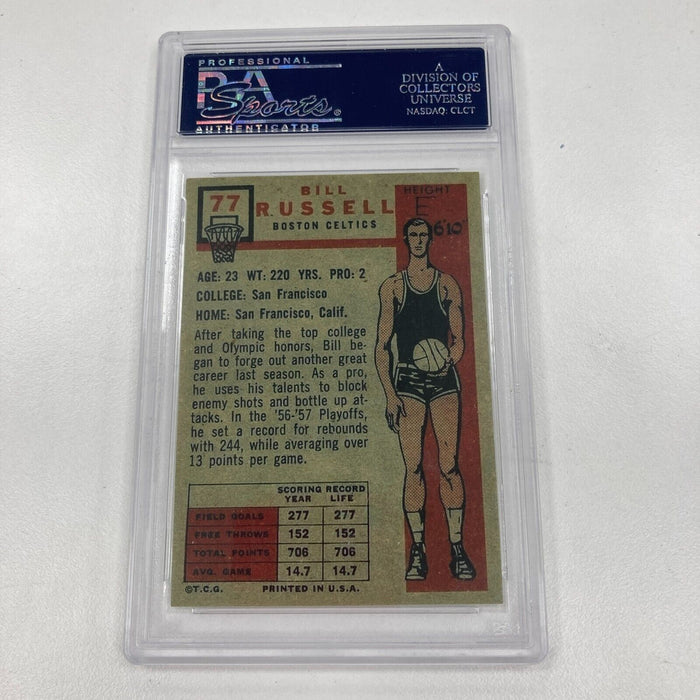 PROFESSIONAL
PSA
Sports
AUTHENTICATOR
A
DIVISION OF
COLLECTORS
UNIVERSE
NASDAQ: CLCT
77
BILL
RUSSELL
BOSTON CELTICS
HEIGHT
E
6'10"
AGE: 23 WT: 220 YRS. PRO: 2
COLLEGE: San Francisco
HOME: San Francisco, Calif.
After taking the top college
and Olympic honors, Bill be-
gan to forge out another great
career last season. As a pro,
he uses his talents to block
enemy shots and bottle up at-
tacks. In the '56-'57 Playoffs,
he set a record for rebounds
with 244, while averaging over
13 points per game.
SCORING RECORD
YEAR LIFE
FIELD GOALS 277 277
FREE THROWS 152 152
TOTAL POINTS 706 706
AVG. GAME 14.7 14.7
©T.C.G. PRINTED IN U.S.A.